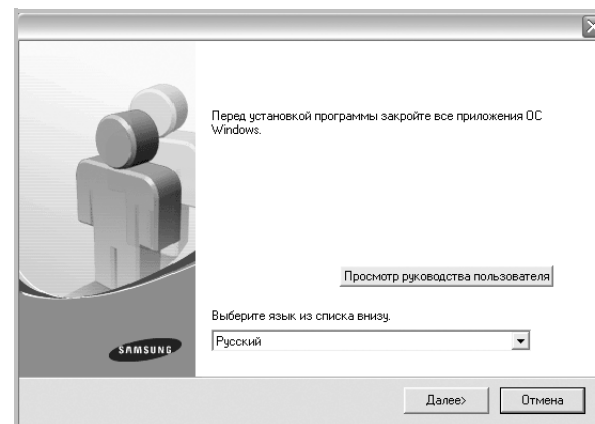 Перед установкой программы закройте все приложения ОС
Windows.
Просмотр руководства пользователя
Выберите язык из списка внизу.
Русский
SAMSUNG
Далее>
Отмена